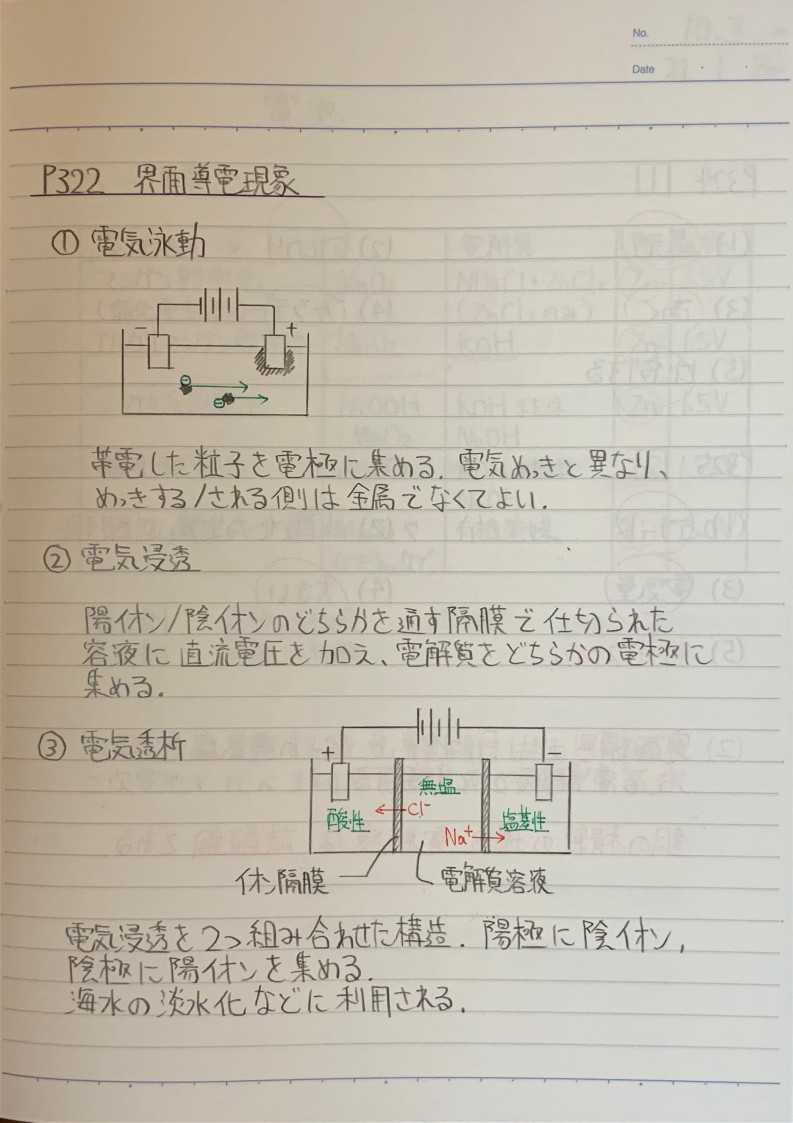 No.
Date
P322 界面導電現象
① 電気泳動
− +
⊖
⊖
帯電した粒子を電極に集める. 電気めっきと異なり、
めっきする/される側は金属でなくてよい.
② 電気浸透
陽イオン/陰イオンのどちらかを通す隔膜で仕切られた
容液に直流電圧を加え、電解質をどちらかの電極に
集める.
③ 電気透析
+ −
無塩
酸性 Cl⁻ 塩基性
Na⁺
イオン隔膜 電解質溶液
電気浸透を2つ組み合わせた構造. 陽極に陰イオン,
陰極に陽イオンを集める.
海水の淡水化などに利用される.